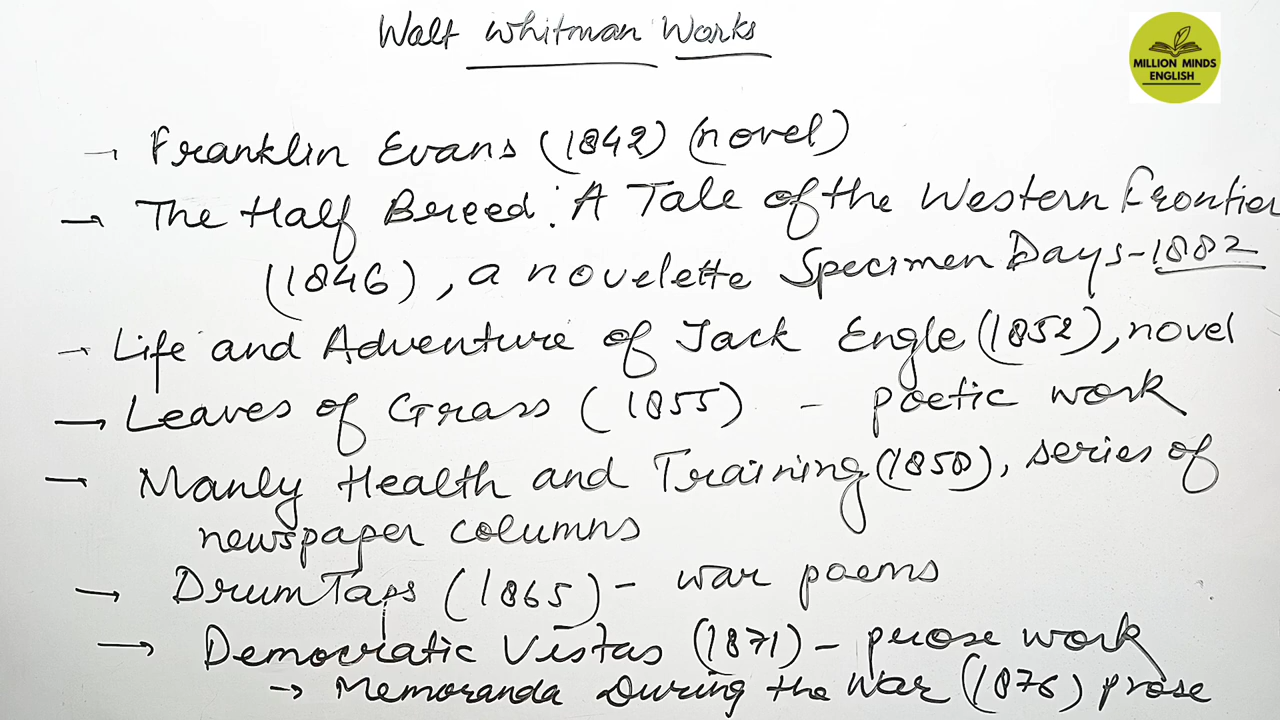 Walt Whitman Works
MILLION MINDS
ENGLISH
→ Franklin Evans (1842) (novel)
→ The Half Breed: A Tale of the Western Frontier
(1846), a novelette Specimen Days-1882
→ Life and Adventure of Jack Engle (1852), novel
→ Leaves of Grass (1855) - poetic work
→ Manly Health and Training (1858), series of
newspaper columns
→ DrumTaps (1865) - war poems
→ Democratic Vistas (1871) - prose work
→ Memoranda During the War (1876) prose